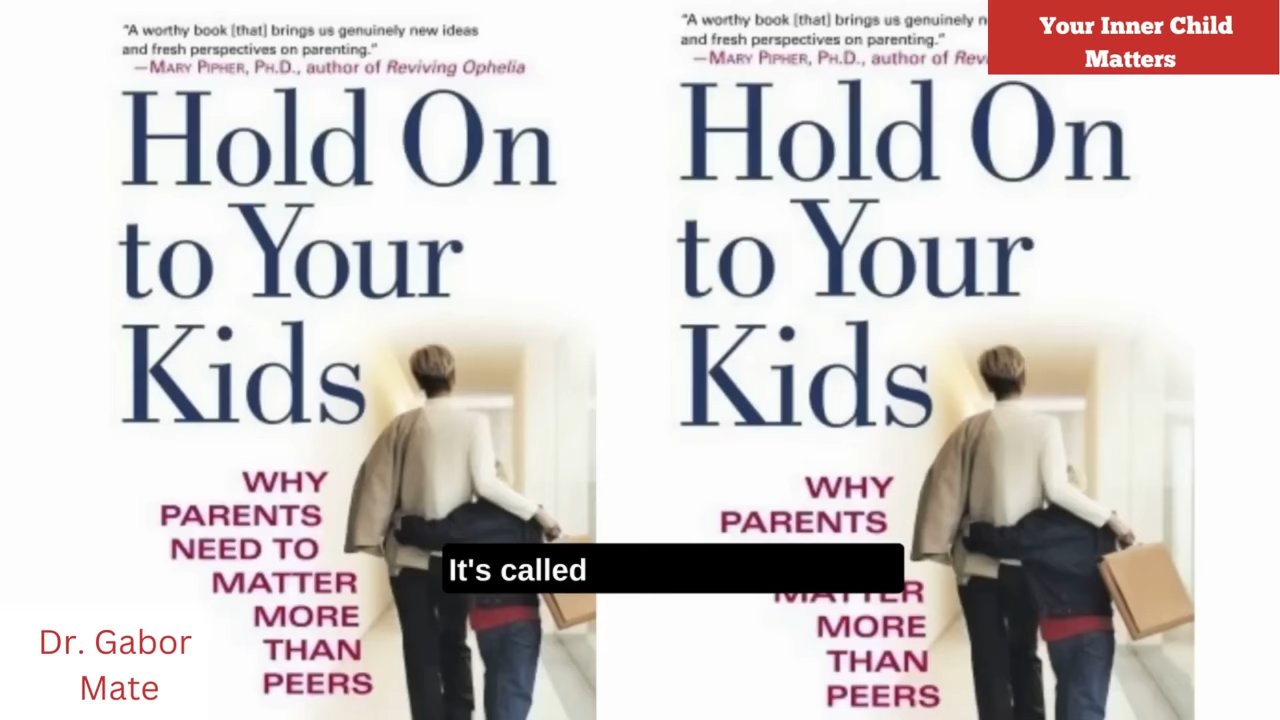 "A worthy book [that] brings us genuinely new ideas
and fresh perspectives on parenting."
—MARY PIPHER, PH.D., author of Reviving Ophelia
Hold On
to Your
Kids
WHY
PARENTS
NEED TO
MATTER
MORE
THAN
PEERS
"A worthy book [that] brings us genuinely n
and fresh perspectives on parenting."
—MARY PIPHER, PH.D., author of Revi
Hold On
to Your
Kids
WHY
PARENTS
MATTER
MORE
THAN
PEERS
Your Inner Child
Matters
It's called
Dr. Gabor
Mate